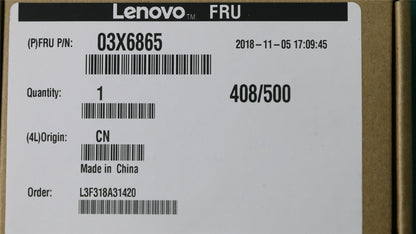 Lenovo™ FRU
(P)FRU P/N: 03X6865 2018-11-05 17:09:45
Quantity: 1 408/500
(4L)Origin: CN
Made in China
Order: L3F318A31420